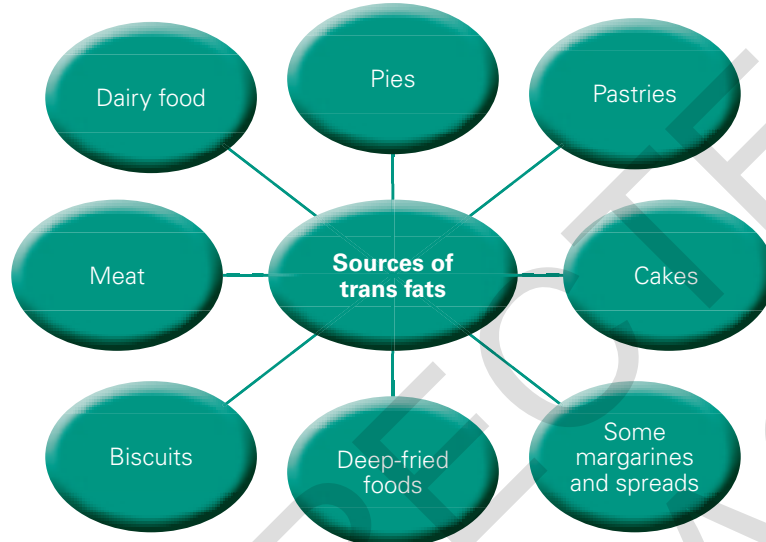 Dairy food
Pies
Pastries
Meat
Sources of
trans fats
Cakes
Biscuits
Deep-fried
foods
Some
margarines
and spreads